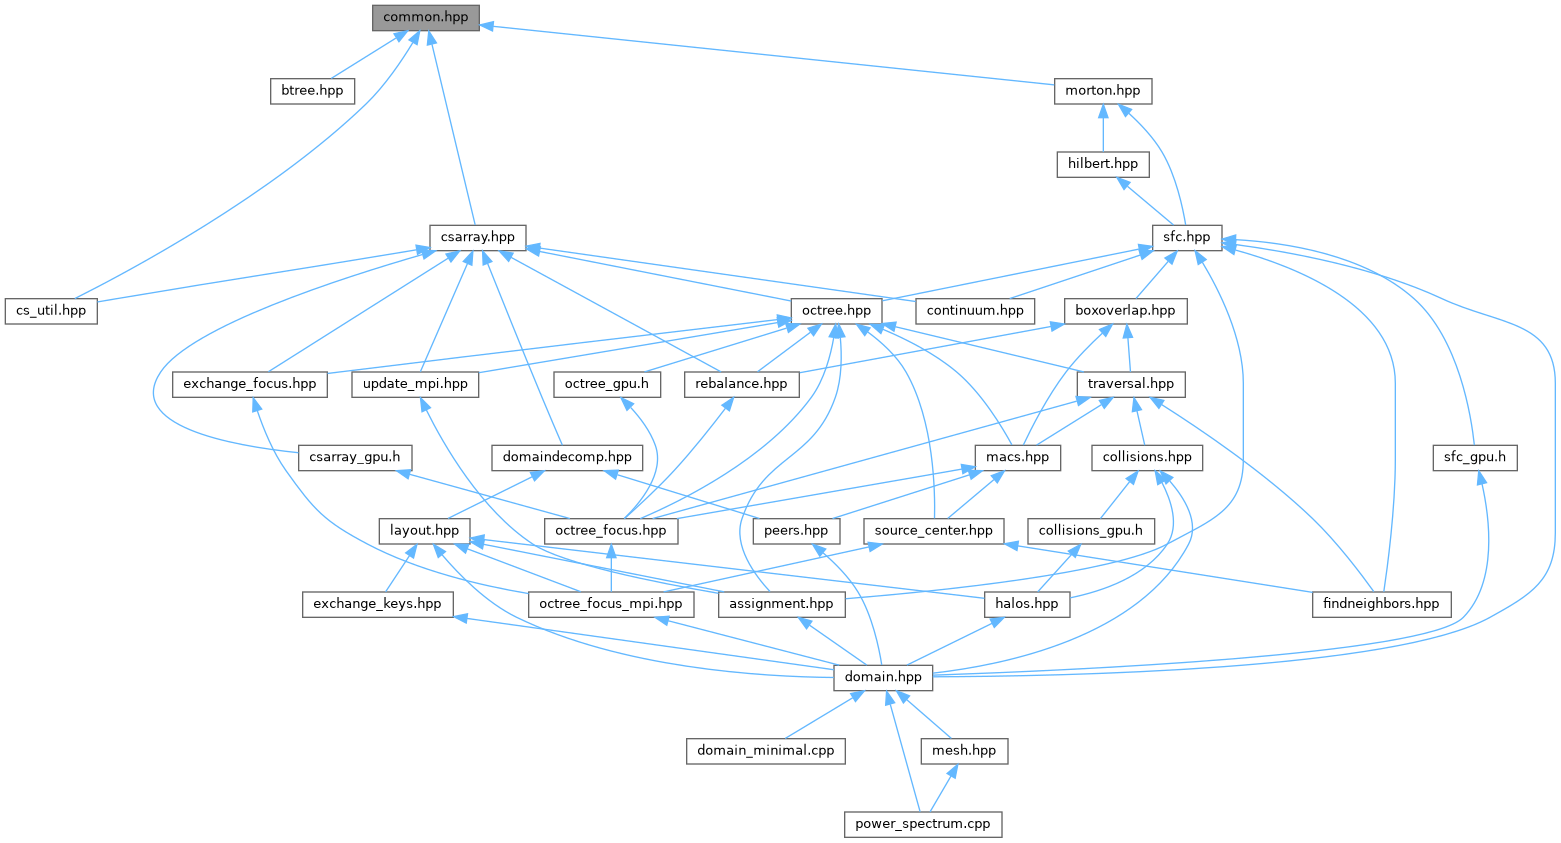 common.hpp
btree.hpp
morton.hpp
hilbert.hpp
csarray.hpp
sfc.hpp
cs_util.hpp
octree.hpp
continuum.hpp
boxoverlap.hpp
exchange_focus.hpp
update_mpi.hpp
octree_gpu.h
rebalance.hpp
traversal.hpp
csarray_gpu.h
domaindecomp.hpp
macs.hpp
collisions.hpp
sfc_gpu.h
layout.hpp
octree_focus.hpp
peers.hpp
source_center.hpp
collisions_gpu.h
exchange_keys.hpp
octree_focus_mpi.hpp
assignment.hpp
halos.hpp
findneighbors.hpp
domain.hpp
domain_minimal.cpp
mesh.hpp
power_spectrum.cpp